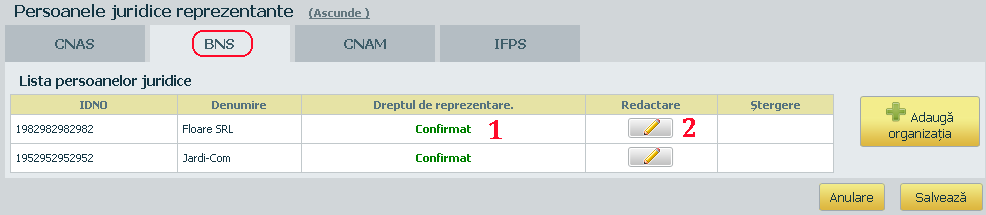 Persoanele juridice reprezentante (Ascunde )
CNAS BNS CNAM IFPS
Lista persoanelor juridice
IDNO Denumire Dreptul de reprezentare. Redactare Ştergere
1982982982982 Floare SRL Confirmat 1 2
1952952952952 Jardi-Com Confirmat
Adaugă
organizaţia
Anulare Salvează